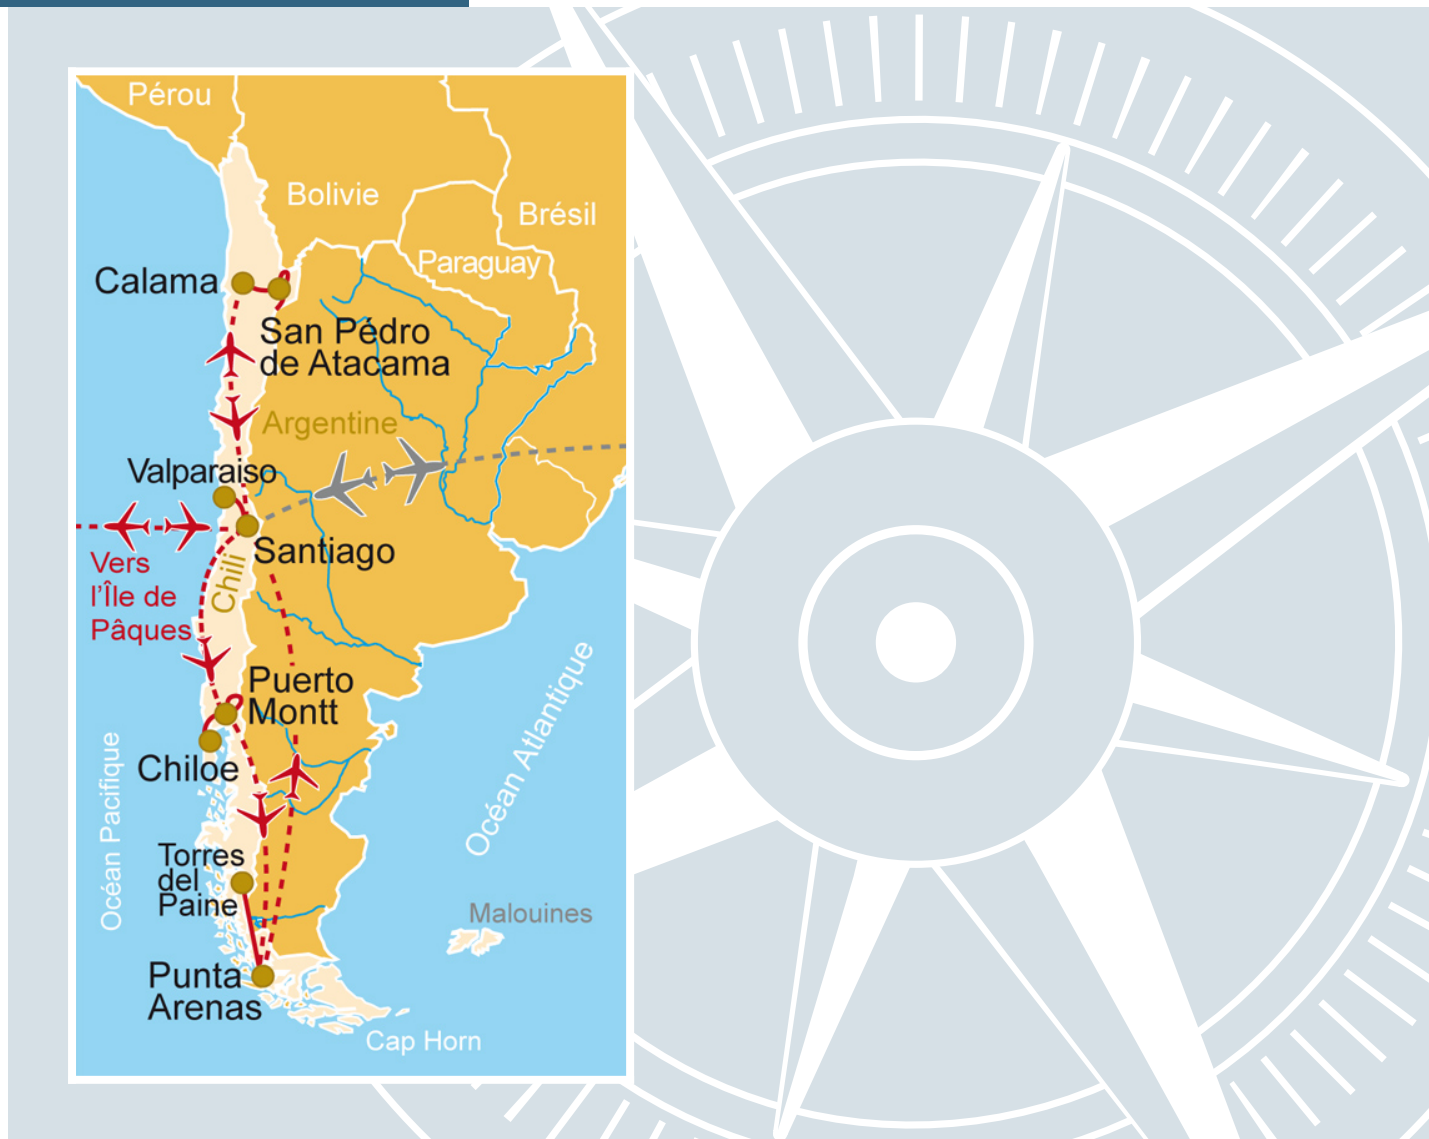 Pérou
Bolivie
Brésil
Paraguay
Calama
San Pédro
de Atacama
Argentine
Valparaiso
Santiago
Chili
Vers
l'Île de
Pâques
Puerto
Montt
Chiloe
Océan Pacifique
Océan Atlantique
Torres
del
Paine
Malouines
Punta
Arenas
Cap Horn